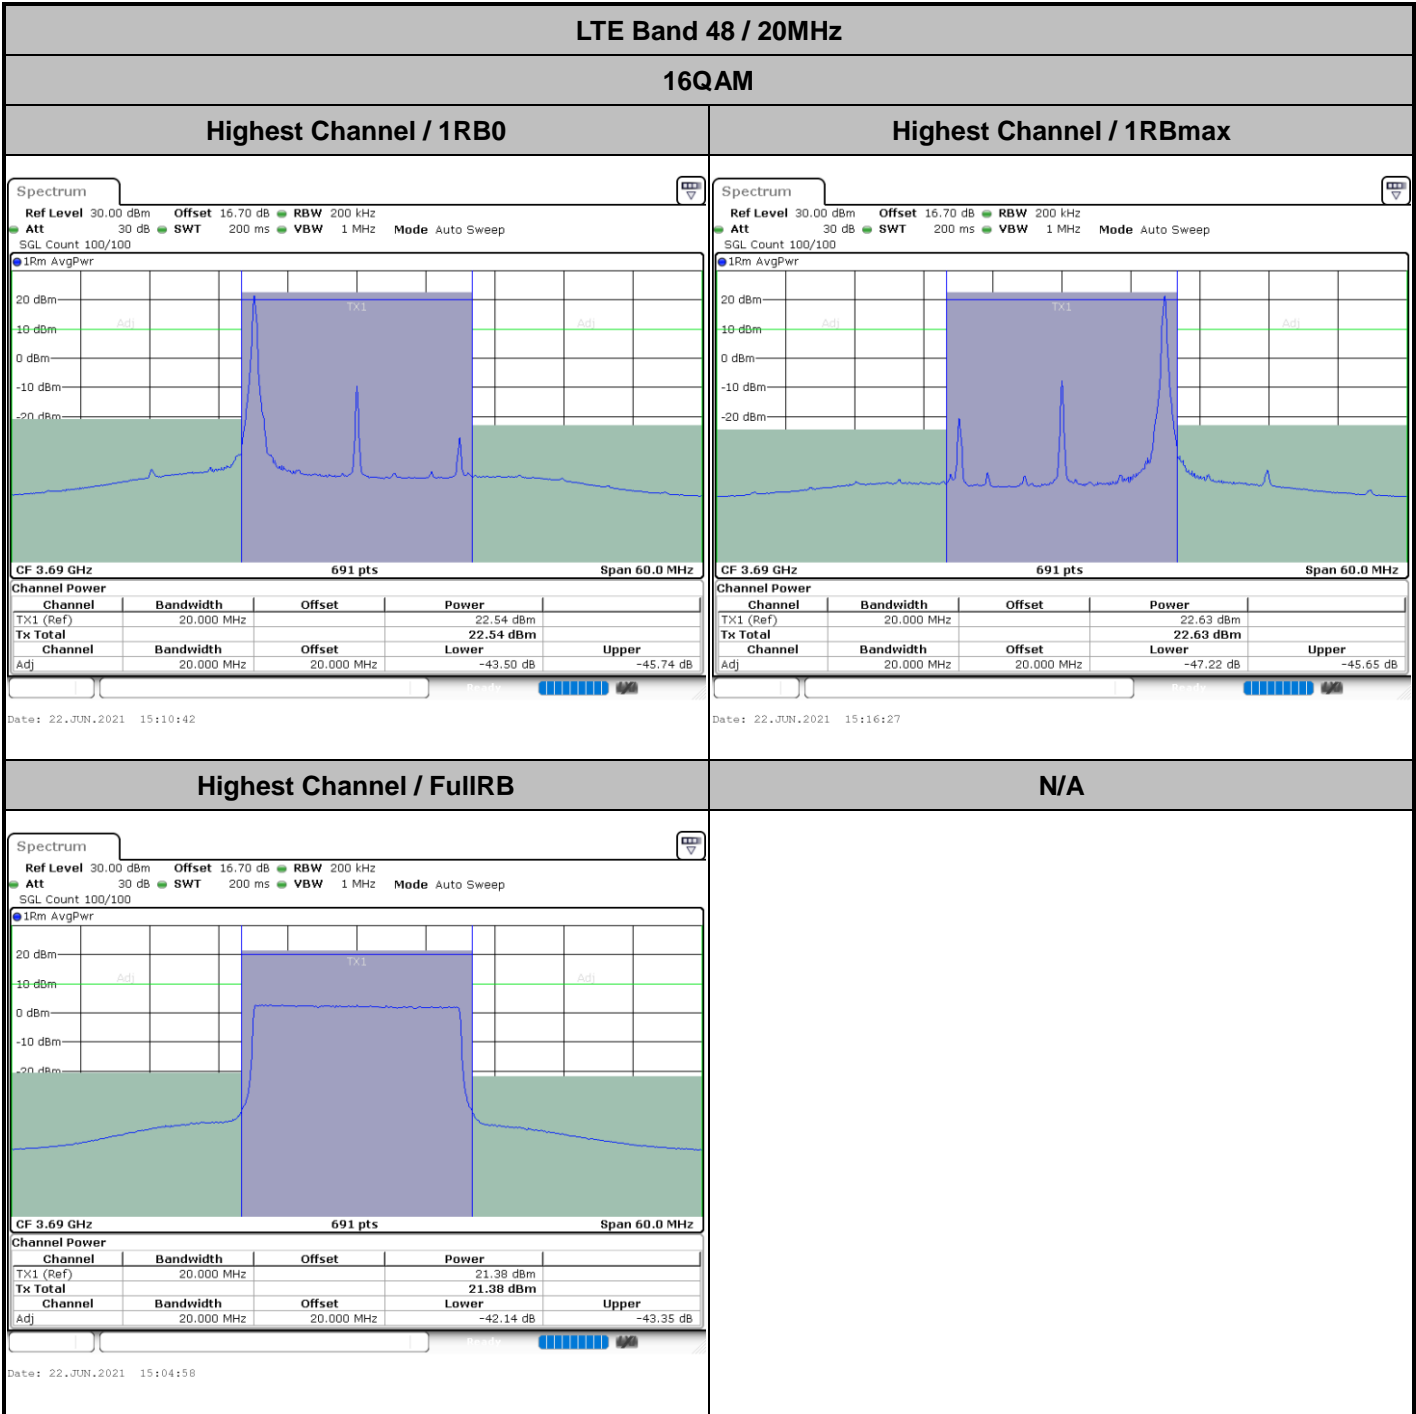 LTE Band 48 / 20MHz
16QAM
Highest Channel / 1RB0
Highest Channel / 1RBmax
Spectrum
Ref Level 30.00 dBm Offset 16.70 dB RBW 200 kHz
Att 30 dB SWT 200 ms VBW 1 MHz Mode Auto Sweep
SGL Count 100/100
1Rm AvgPwr
20 dBm
TX1
Adj
Adj
10 dBm
0 dBm
-10 dBm
-20 dBm
CF 3.69 GHz 691 pts Span 60.0 MHz
Channel Power
Channel Bandwidth Offset Power
TX1 (Ref) 20.000 MHz 22.54 dBm
Tx Total 22.54 dBm
Channel Bandwidth Offset Lower Upper
Adj 20.000 MHz 20.000 MHz -43.50 dB -45.74 dB
Ready
Date: 22.JUN.2021 15:10:42
Spectrum
Ref Level 30.00 dBm Offset 16.70 dB RBW 200 kHz
Att 30 dB SWT 200 ms VBW 1 MHz Mode Auto Sweep
SGL Count 100/100
1Rm AvgPwr
20 dBm
TX1
Adj
Adj
10 dBm
0 dBm
-10 dBm
-20 dBm
CF 3.69 GHz 691 pts Span 60.0 MHz
Channel Power
Channel Bandwidth Offset Power
TX1 (Ref) 20.000 MHz 22.63 dBm
Tx Total 22.63 dBm
Channel Bandwidth Offset Lower Upper
Adj 20.000 MHz 20.000 MHz -47.22 dB -45.65 dB
Ready
Date: 22.JUN.2021 15:16:27
Highest Channel / FullRB
N/A
Spectrum
Ref Level 30.00 dBm Offset 16.70 dB RBW 200 kHz
Att 30 dB SWT 200 ms VBW 1 MHz Mode Auto Sweep
SGL Count 100/100
1Rm AvgPwr
20 dBm
TX1
Adj
Adj
10 dBm
0 dBm
-10 dBm
-20 dBm
CF 3.69 GHz 691 pts Span 60.0 MHz
Channel Power
Channel Bandwidth Offset Power
TX1 (Ref) 20.000 MHz 21.38 dBm
Tx Total 21.38 dBm
Channel Bandwidth Offset Lower Upper
Adj 20.000 MHz 20.000 MHz -42.14 dB -43.35 dB
Ready
Date: 22.JUN.2021 15:04:58